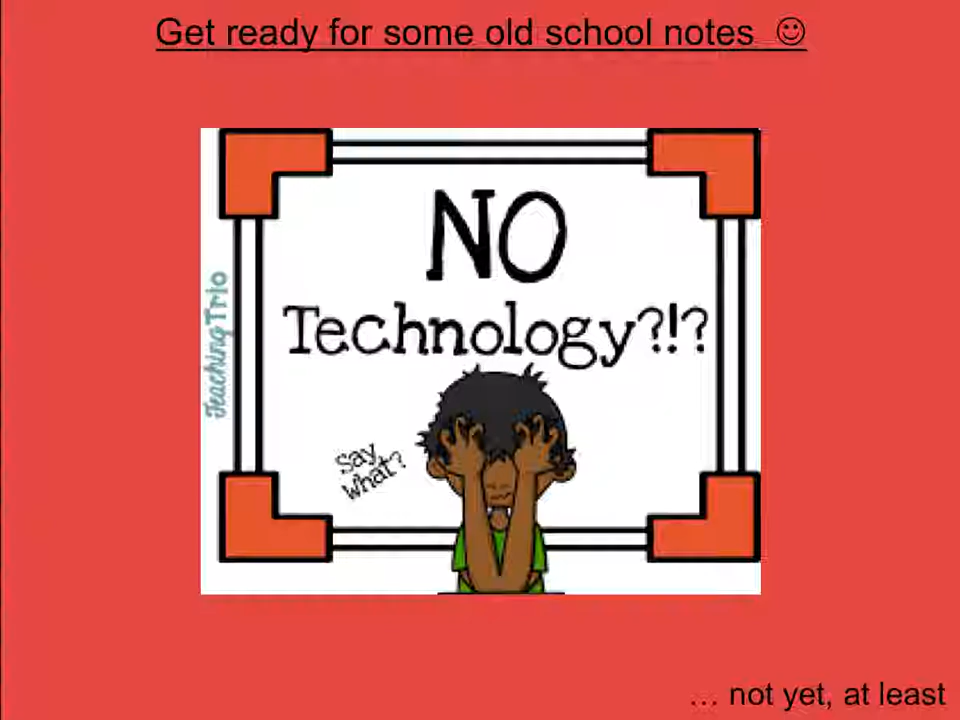 Get ready for some old school notes ☺
NO
Technology?!?
Teaching Trio
Say
what?
... not yet, at least